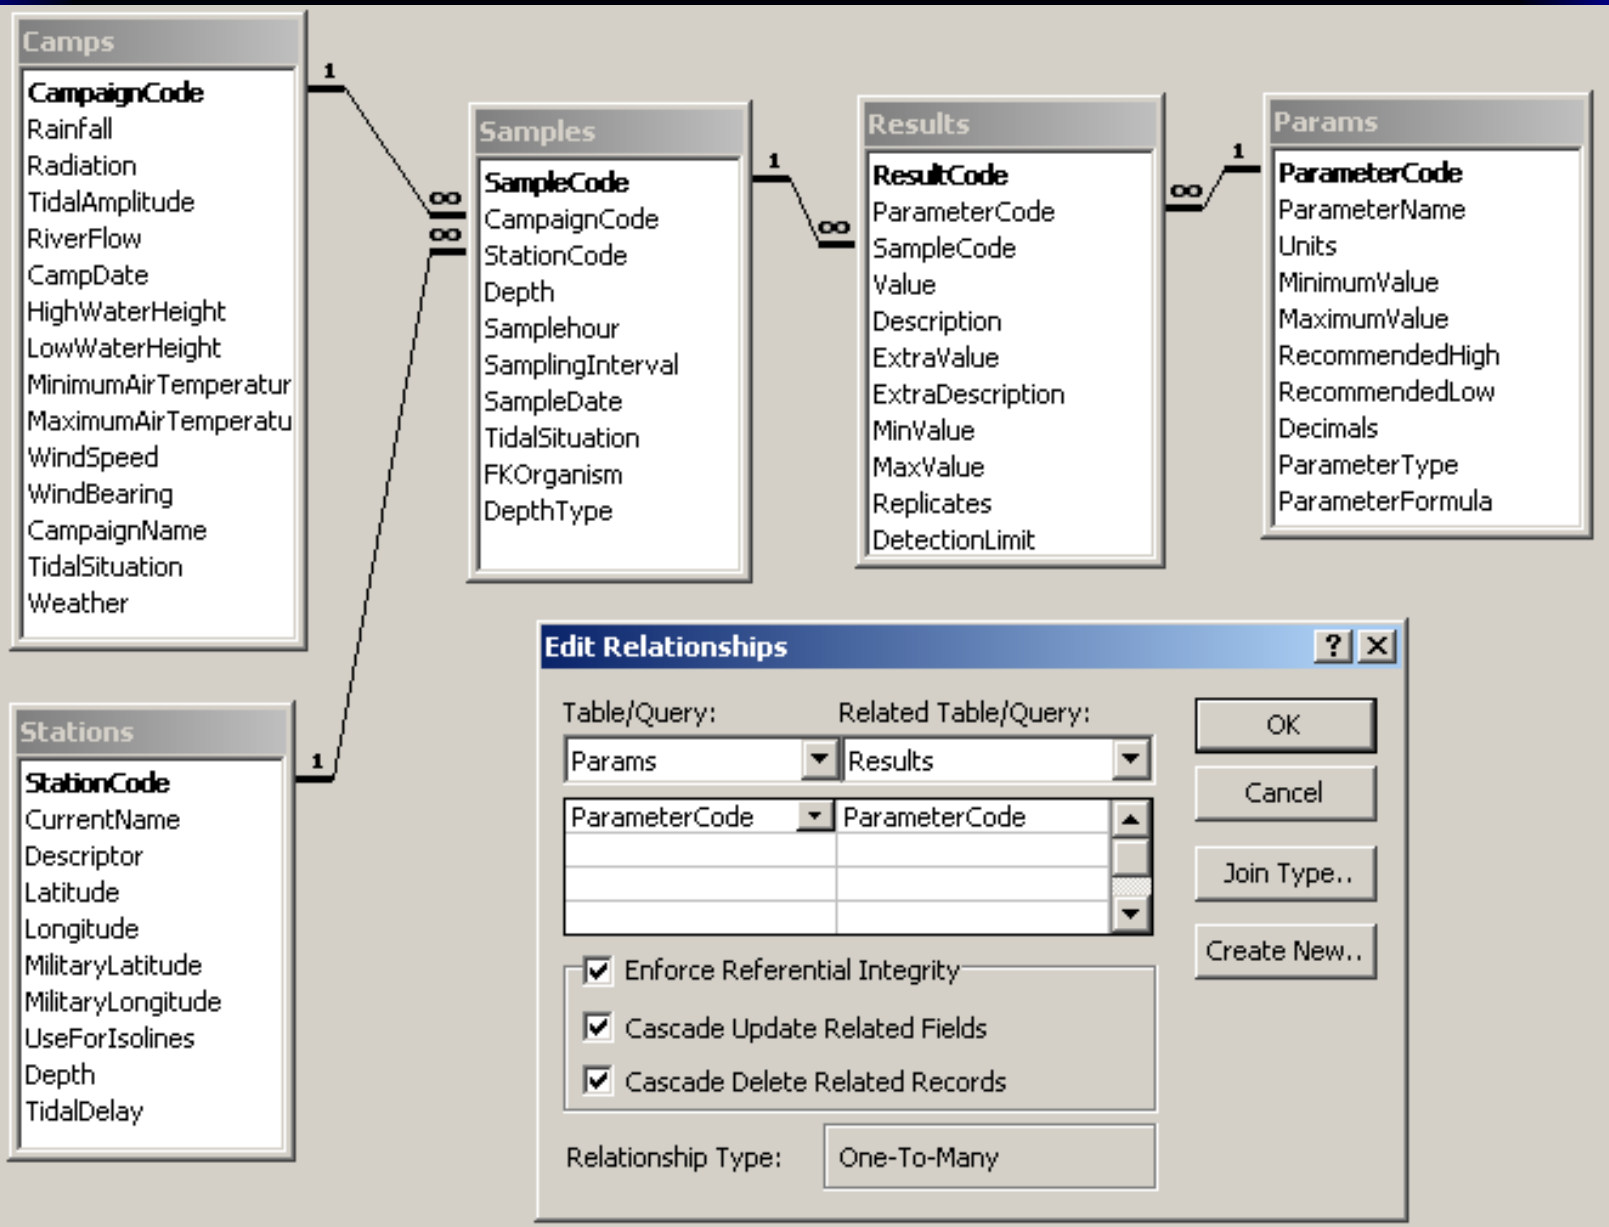 Camps
CampaignCode
Rainfall
Radiation
TidalAmplitude
RiverFlow
CampDate
HighWaterHeight
LowWaterHeight
MinimumAirTemperatur
MaximumAirTemperatu
WindSpeed
WindBearing
CampaignName
TidalSituation
Weather
1
∞
∞
Samples
SampleCode
CampaignCode
StationCode
Depth
Samplehour
SamplingInterval
SampleDate
TidalSituation
FKOrganism
DepthType
1
∞
Results
ResultCode
ParameterCode
SampleCode
Value
Description
ExtraValue
ExtraDescription
MinValue
MaxValue
Replicates
DetectionLimit
∞
1
Params
ParameterCode
ParameterName
Units
MinimumValue
MaximumValue
RecommendedHigh
RecommendedLow
Decimals
ParameterType
ParameterFormula
Stations
StationCode
CurrentName
Descriptor
Latitude
Longitude
MilitaryLatitude
MilitaryLongitude
UseForIsolines
Depth
TidalDelay
1
Edit Relationships ?
Table/Query: Related Table/Query:
Params Results
ParameterCode ParameterCode
Enforce Referential Integrity
Cascade Update Related Fields
Cascade Delete Related Records
Relationship Type: One-To-Many
OK
Cancel
Join Type..
Create New..